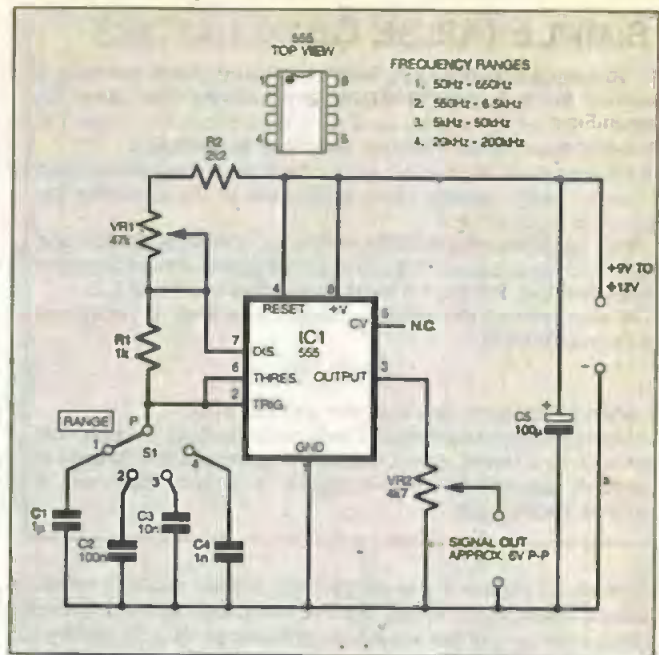 555
TOP VIEW
1
8
4
5
FREQUENCY RANGES
1. 50Hz - 650Hz
2. 550Hz - 6.5kHz
3. 5kHz - 50kHz
4. 20kHz - 200kHz
R2
2k2
VR1
47k
R1
1k
4
8
RESET
+V
CV
5
N.C.
IC1
555
7
DIS.
6
THRES.
OUTPUT
3
2
TRIG.
GND
+9V TO
+12V
-
+
C5
100µ
RANGE
P
1
S1
4
2
3
C1
1µ
C2
100n
C3
10n
C4
1n
VR2
4k7
SIGNAL OUT
APPROX. 6V P-P